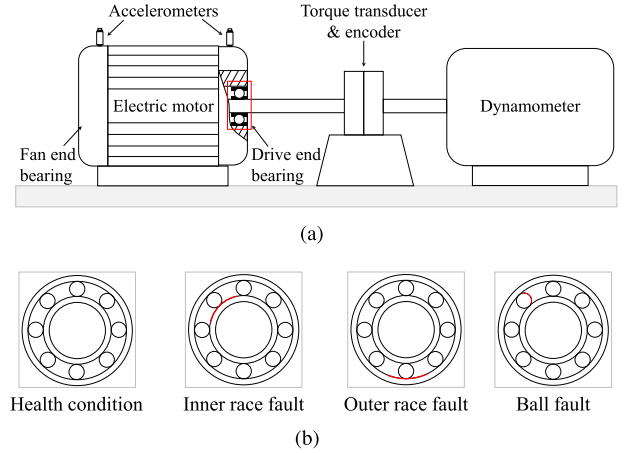 Accelerometers
Torque transducer
& encoder
Electric motor
Dynamometer
Fan end
bearing
Drive end
bearing
(a)
Health condition
Inner race fault
Outer race fault
Ball fault
(b)